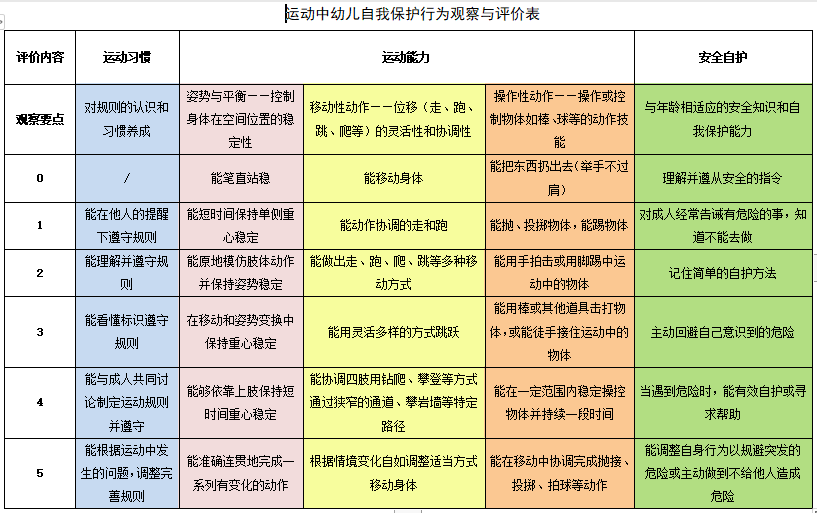 运动中幼儿自我保护行为观察与评价表
评价内容
运动习惯
运动能力
安全自护
观察要点
对规则的认识和
习惯养成
姿势与平衡——控制
身体在空间位置的稳
定性
移动性动作——位移（走、跑、
跳、爬等）的灵活性和协调性
操作性动作——操作或控
制物体如棒、球等的动作技
能
与年龄相适应的安全知识和自
我保护能力
0
/
能笔直站稳
能移动身体
能把东西扔出去（举手不过
肩）
理解并遵从安全的指令
1
能在他人的提醒
下遵守规则
能短时间保持单侧重
心稳定
能动作协调的走和跑
能抛、投掷物体，能踢物体
对成人经常告诫有危险的事，知
道不能去做
2
能理解并遵守规
则
能原地模仿肢体动作
并保持姿势稳定
能做出走、跑、爬、跳等多种移
动方式
能用手拍击或用脚踢中运
动中的物体
记住简单的自护方法
3
能看懂标识遵守
规则
在移动和姿势变换中
保持重心稳定
能用灵活多样的方式跳跃
能用棒或其他道具击打物
体，或能徒手接住运动中的
物体
主动回避自己意识到的危险
4
能与成人共同讨
论制定运动规则
并遵守
能够依靠上肢保持短
时间重心稳定
能协调四肢用钻爬、攀登等方式
通过狭窄的通道、攀岩墙等特定
路径
能在一定范围内稳定操控
物体并持续一段时间
当遇到危险时，能有效自护或寻
求帮助
5
能根据运动中发
生的问题，调整完
善规则
能准确连贯地完成一
系列有变化的动作
根据情境变化自如调整适当方式
移动身体
能在移动中协调完成抛接、
投掷、拍球等动作
能调整自身行为以规避突发的
危险或主动做到不给他人造成
危险